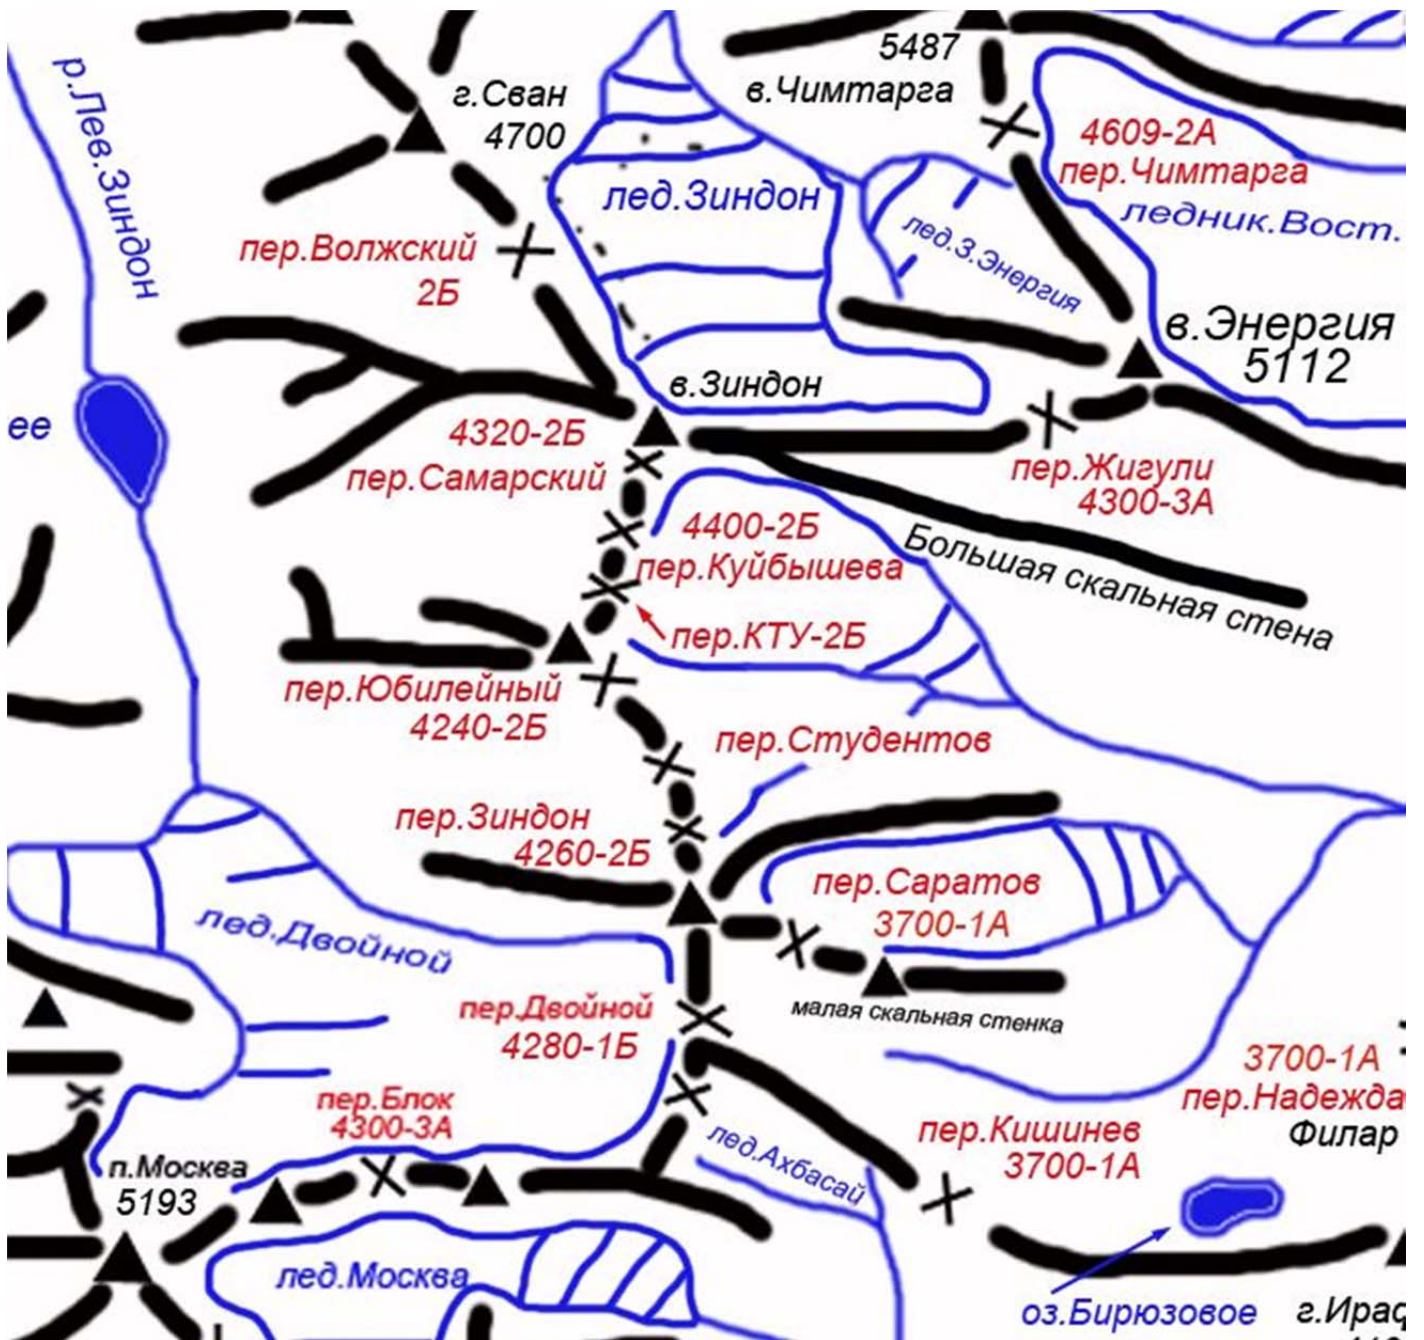 5487
в.Чимтарга
г.Сван
4700
р.Лев.Зиндон
4609-2А
пер.Чимтарга
лед.Зиндон
ледник.Вост.
лед.З.Энергия
пер.Волжский
2Б
в.Энергия
5112
в.Зиндон
ее
4320-2Б
пер.Самарский
пер.Жигули
4300-3А
4400-2Б
пер.Куйбышева
Большая скальная стена
пер.КТУ-2Б
пер.Юбилейный
4240-2Б
пер.Студентов
пер.Зиндон
4260-2Б
пер.Саратов
3700-1А
лед.Двойной
малая скальная стенка
пер.Двойной
4280-1Б
3700-1А
пер.Надежда
Филар
пер.Блок
4300-3А
лед.Ахбасай
пер.Кишинев
3700-1А
п.Москва
5193
лед.Москва
оз.Бирюзовое
г.Ирас